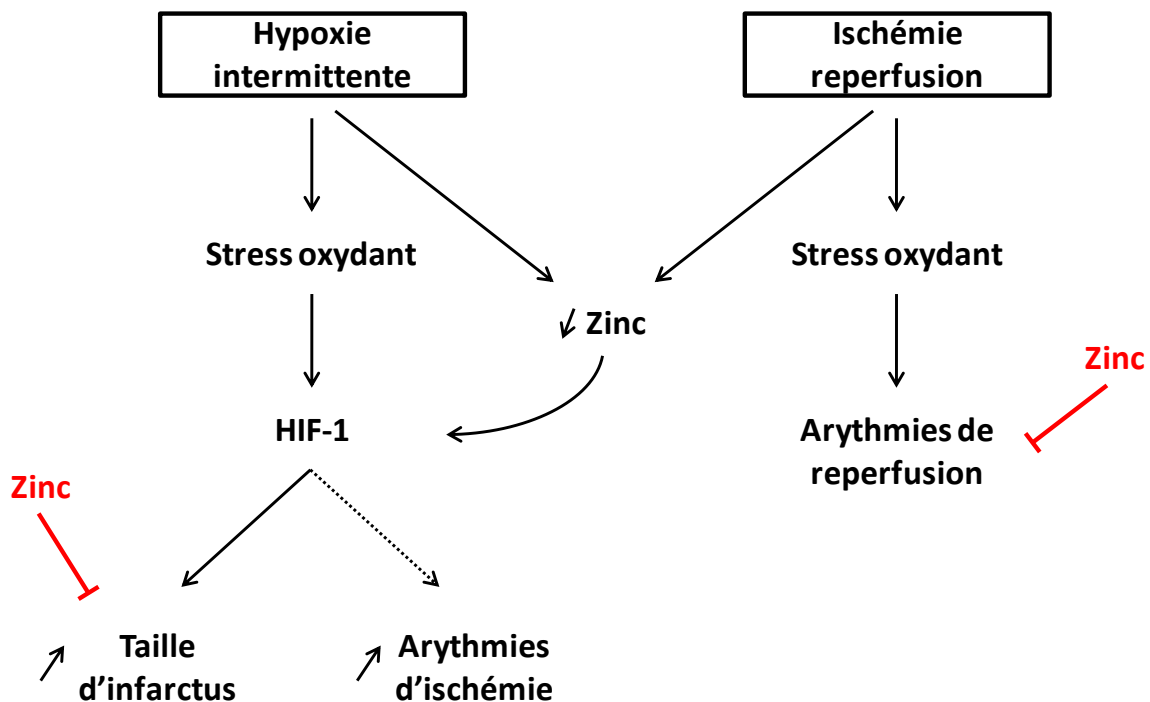 Hypoxie
intermittente
Ischémie
reperfusion
Stress oxydant
Stress oxydant
Zinc
Zinc
HIF-1
Arythmies de
reperfusion
Zinc
Taille
d'infarctus
Arythmies
d'ischémie